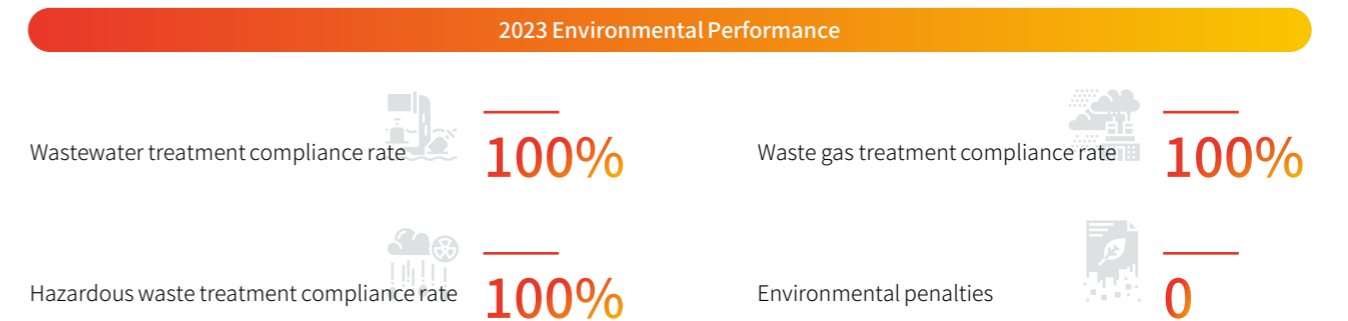 2023 Environmental Performance
Wastewater treatment compliance rate
100%
Waste gas treatment compliance rate
100%
Hazardous waste treatment compliance rate
100%
Environmental penalties
0